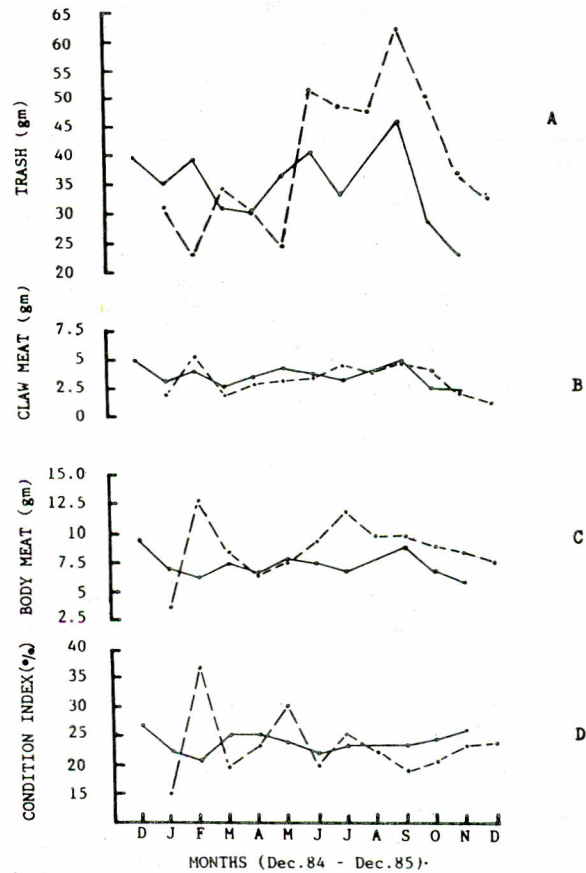 65
60
55
50
45
40
35
30
25
20
TRASH (gm)
A
7.5
5
2.5
0
CLAW MEAT (gm)
B
15.0
12.5
10
7.5
5
2.5
BODY MEAT (gm)
C
40
35
30
25
20
15
CONDITION INDEX(%)
D
D J F M A M J J A S O N D
MONTHS (Dec.84 - Dec.85).